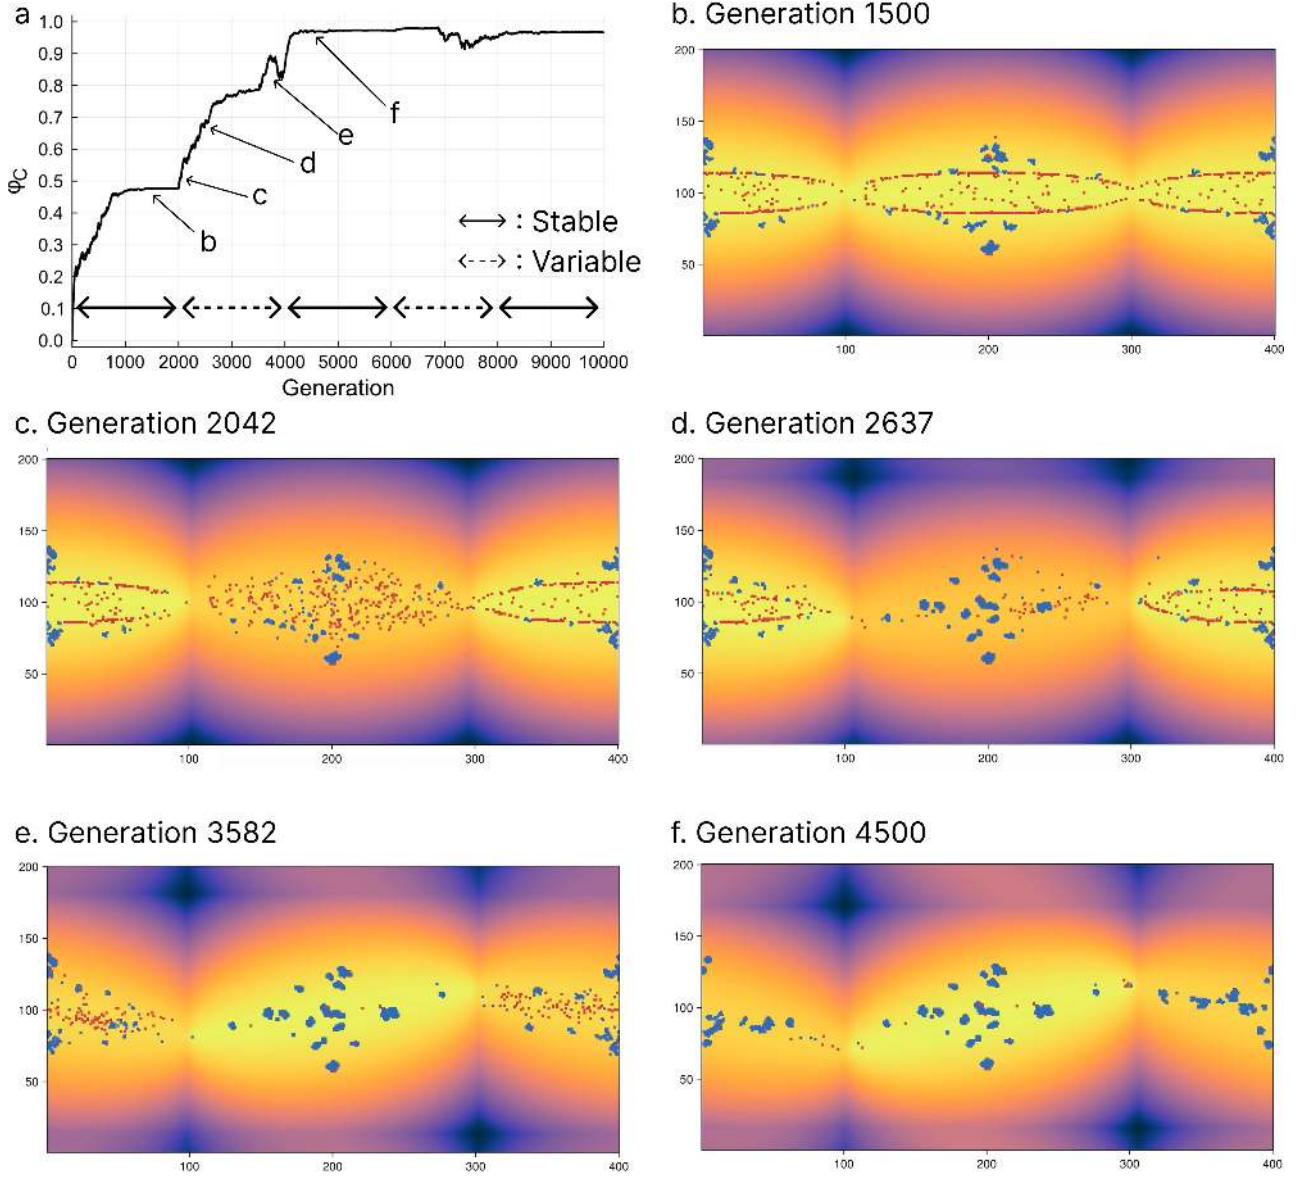 a
1.0
0.9
0.8
0.7
0.6
0.5
0.4
0.3
0.2
0.1
0.0
φC
0 1000 2000 3000 4000 5000 6000 7000 8000 9000 10000
Generation
b
c
d
e
f
: Stable
: Variable
b. Generation 1500
200
150
100
50
100 200 300 400
c. Generation 2042
200
150
100
50
100 200 300 400
d. Generation 2637
200
150
100
50
100 200 300 400
e. Generation 3582
200
150
100
50
100 200 300 400
f. Generation 4500
200
150
100
50
100 200 300 400